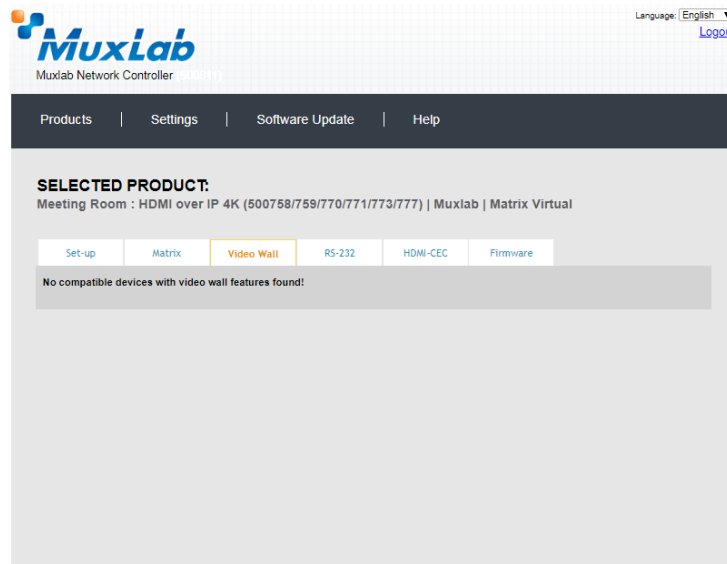 Language: English
Logou
MuxLab
Muxlab Network Controller (500811)
Products | Settings | Software Update | Help
SELECTED PRODUCT:
Meeting Room : HDMI over IP 4K (500758/759/770/771/773/777) | Muxlab | Matrix Virtual
Set-up Matrix Video Wall RS-232 HDMI-CEC Firmware
No compatible devices with video wall features found!